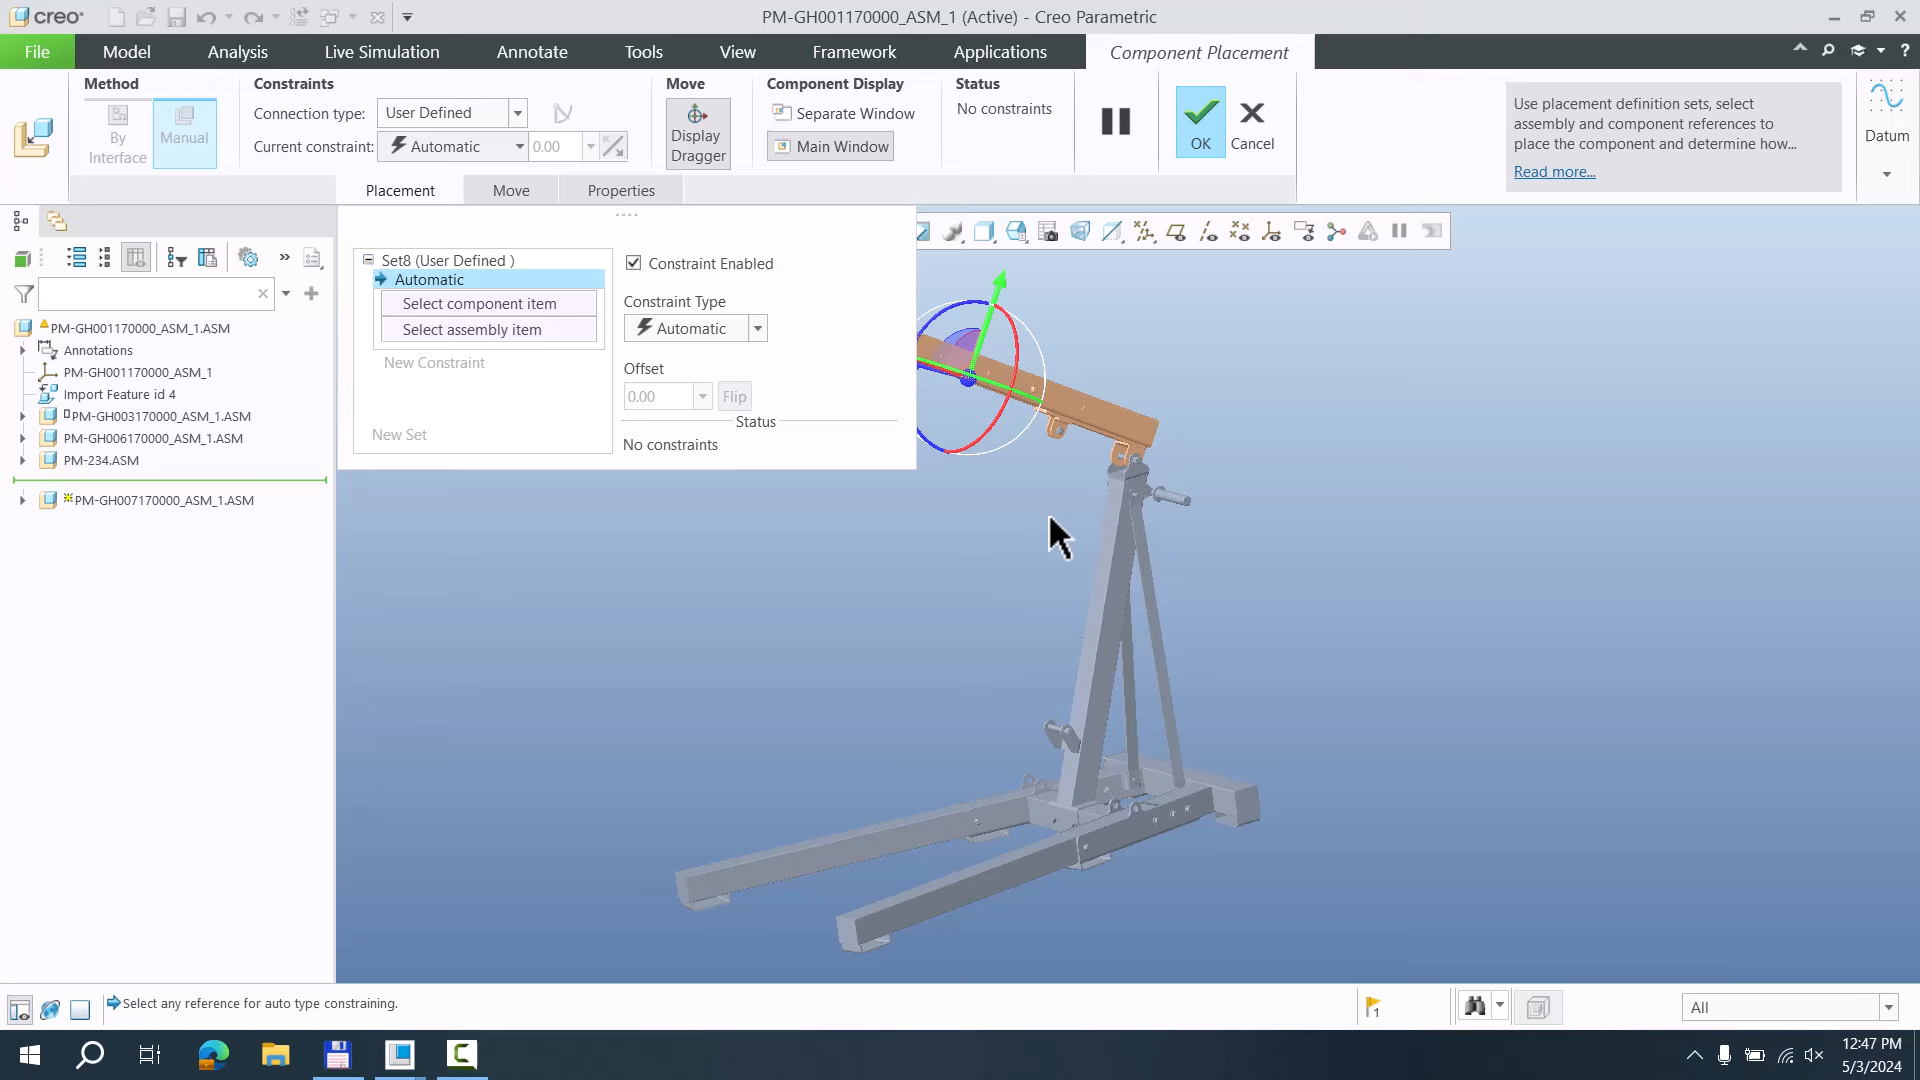 creo
PM-GH001170000_ASM_1 (Active) - Creo Parametric
File
Model
Analysis
Live Simulation
Annotate
Tools
View
Framework
Applications
Component Placement
Method
By Interface
Manual
Constraints
Connection type: User Defined
Current constraint: Automatic 0.00
Move
Display
Dragger
Component Display
Separate Window
Main Window
Status
No constraints
OK
Cancel
Use placement definition sets, select
assembly and component references to
place the component and determine how...
Read more...
Datum
Placement
Move
Properties
Set8 (User Defined )
Automatic
Select component item
Select assembly item
New Constraint
New Set
Constraint Enabled
Constraint Type
Automatic
Offset
0.00
Flip
Status
No constraints
PM-GH001170000_ASM_1.ASM
Annotations
PM-GH001170000_ASM_1
Import Feature id 4
PM-GH003170000_ASM_1.ASM
PM-GH006170000_ASM_1.ASM
PM-234.ASM
PM-GH007170000_ASM_1.ASM
Select any reference for auto type constraining.
1
All
12:47 PM
5/3/2024